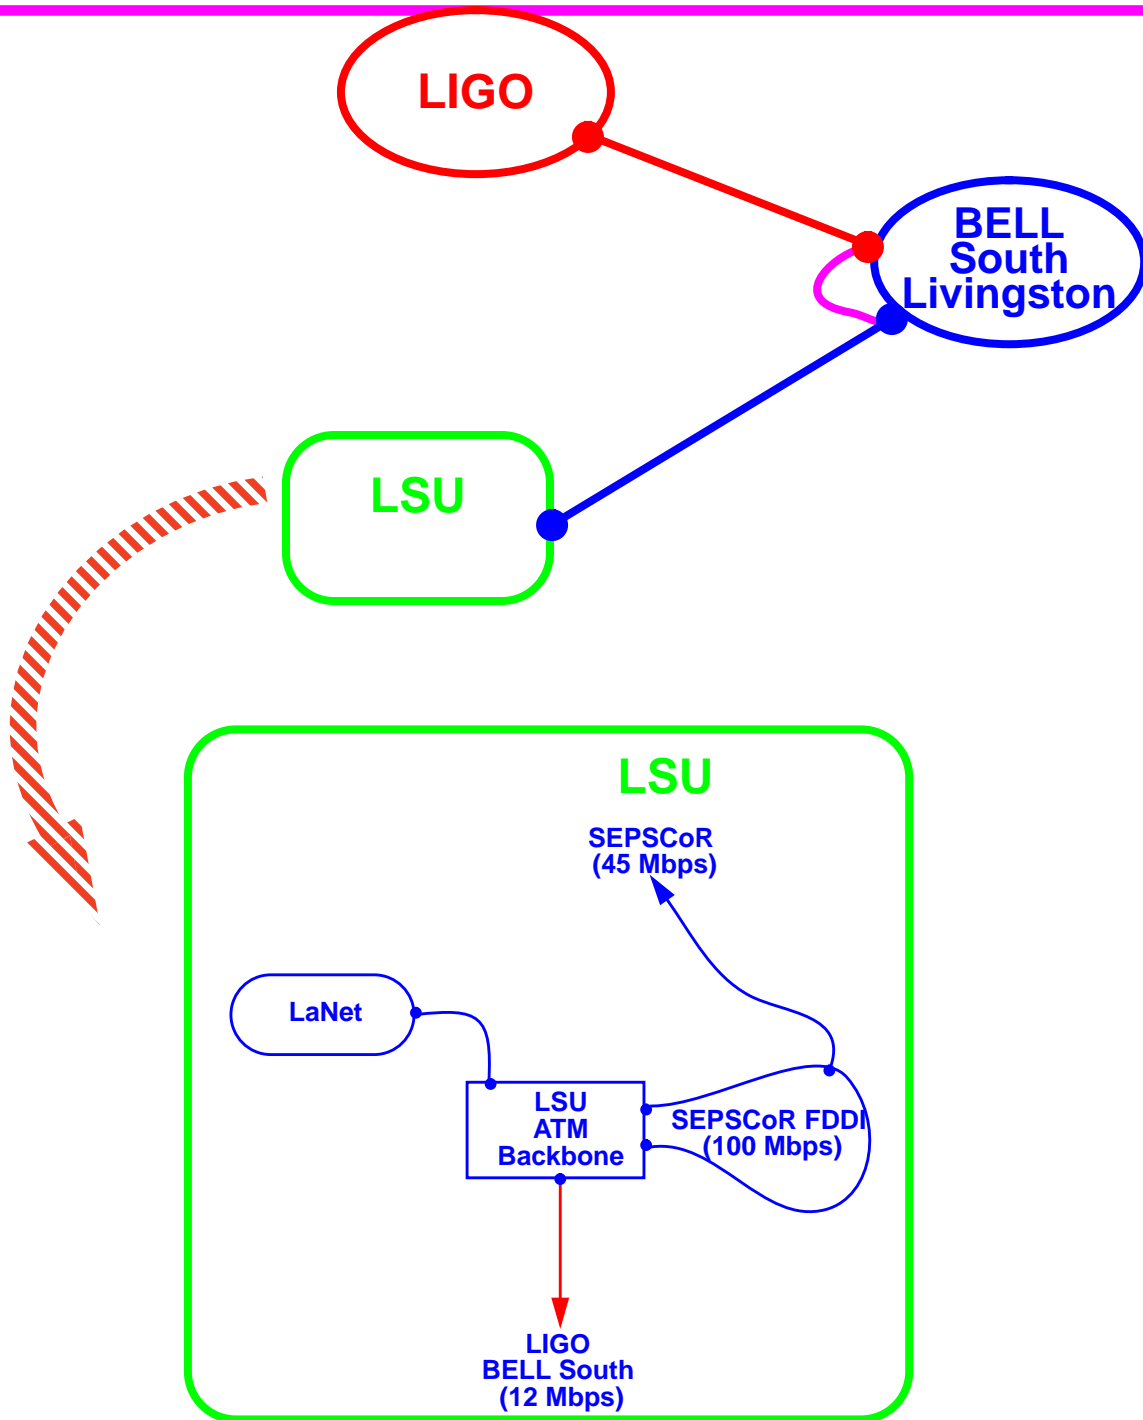 LIGO
BELL
South
Livingston
LSU
LSU
SEPSCoR
(45 Mbps)
LaNet
LSU
ATM
Backbone
SEPSCoR FDDI
(100 Mbps)
LIGO
BELL South
(12 Mbps)